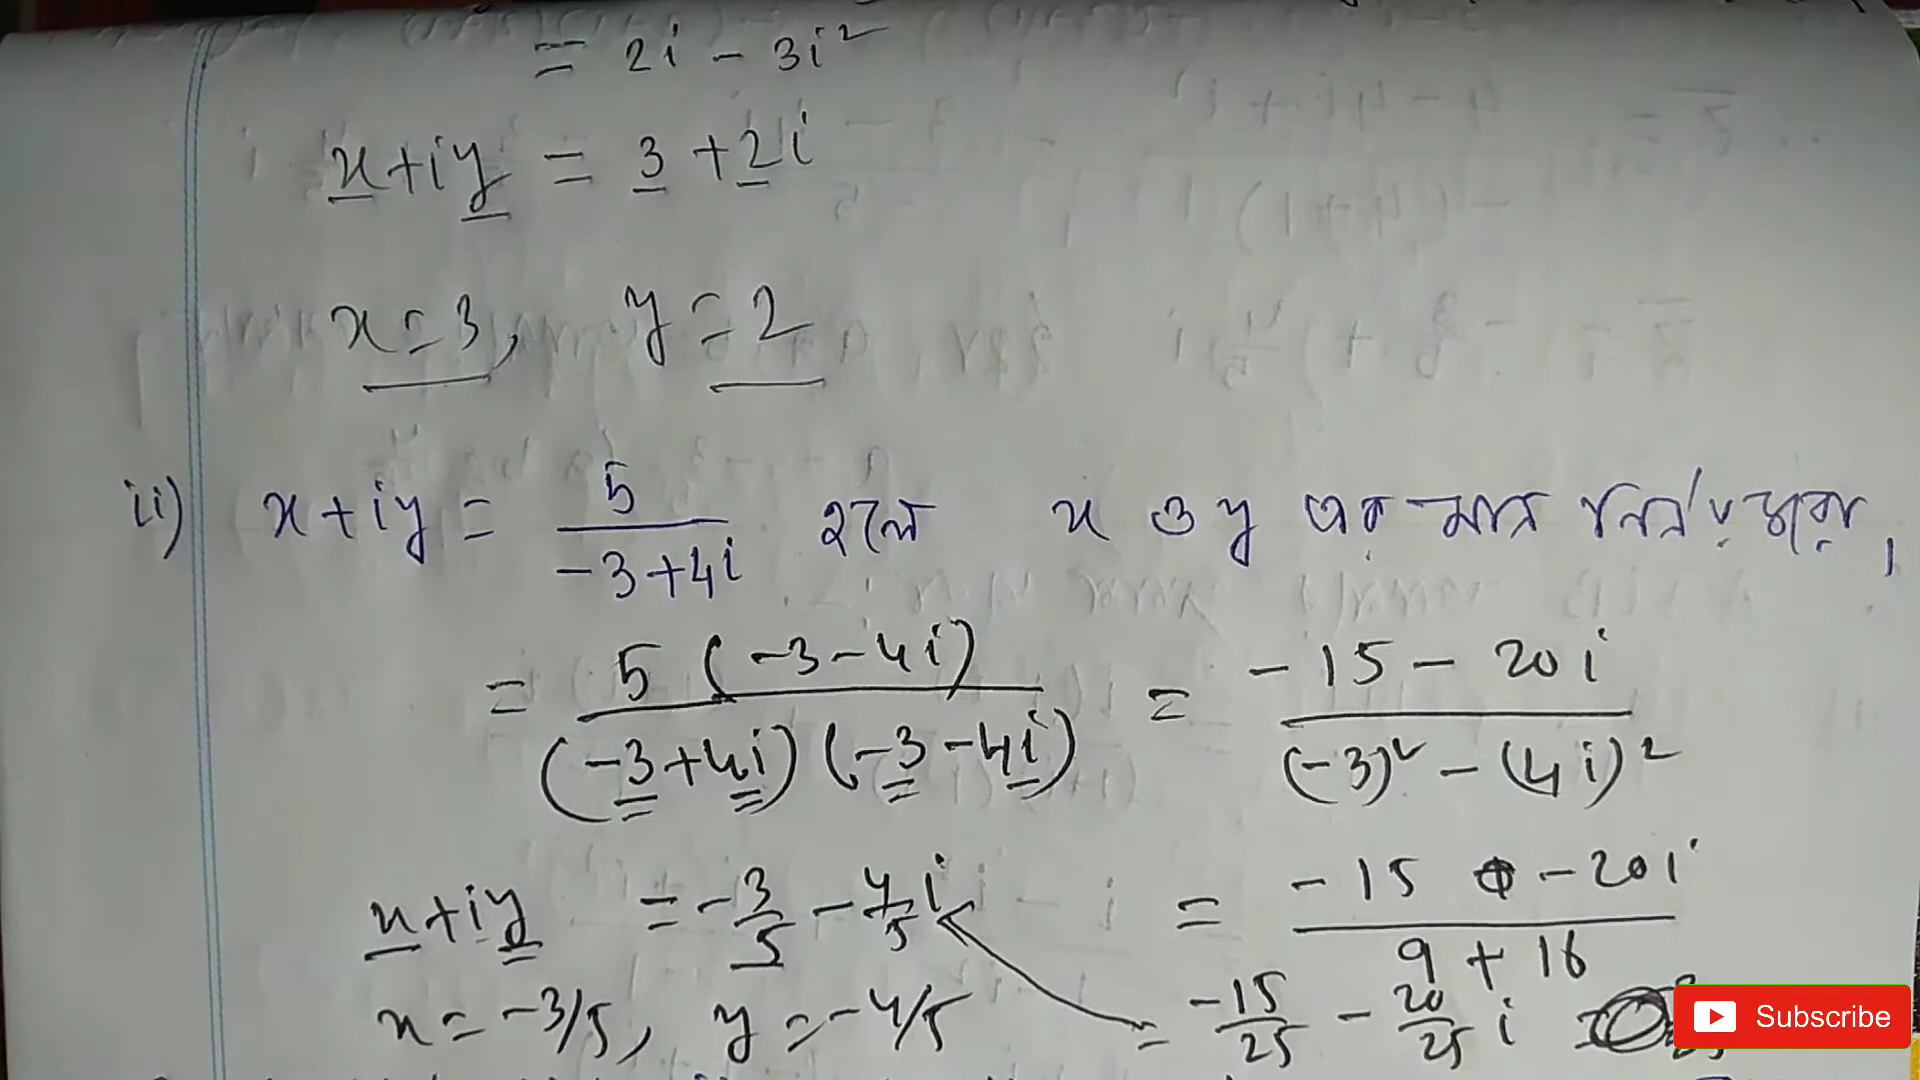 = 2i - 3i²
x+iy = 3 + 2i
x = 3, y = 2
ii) x+iy = 5/(-3+4i) হলে x ও y এর মান নির্ণয় করো,
= 5(-3-4i)/((-3+4i)(-3-4i)) = (-15-20i)/((-3)²-(4i)²)
= (-15 -20i)/(9+16)
x+iy = -3/5 - 4/5 i
= -15/25 - 20/25 i
x = -3/5, y = -4/5
Subscribe